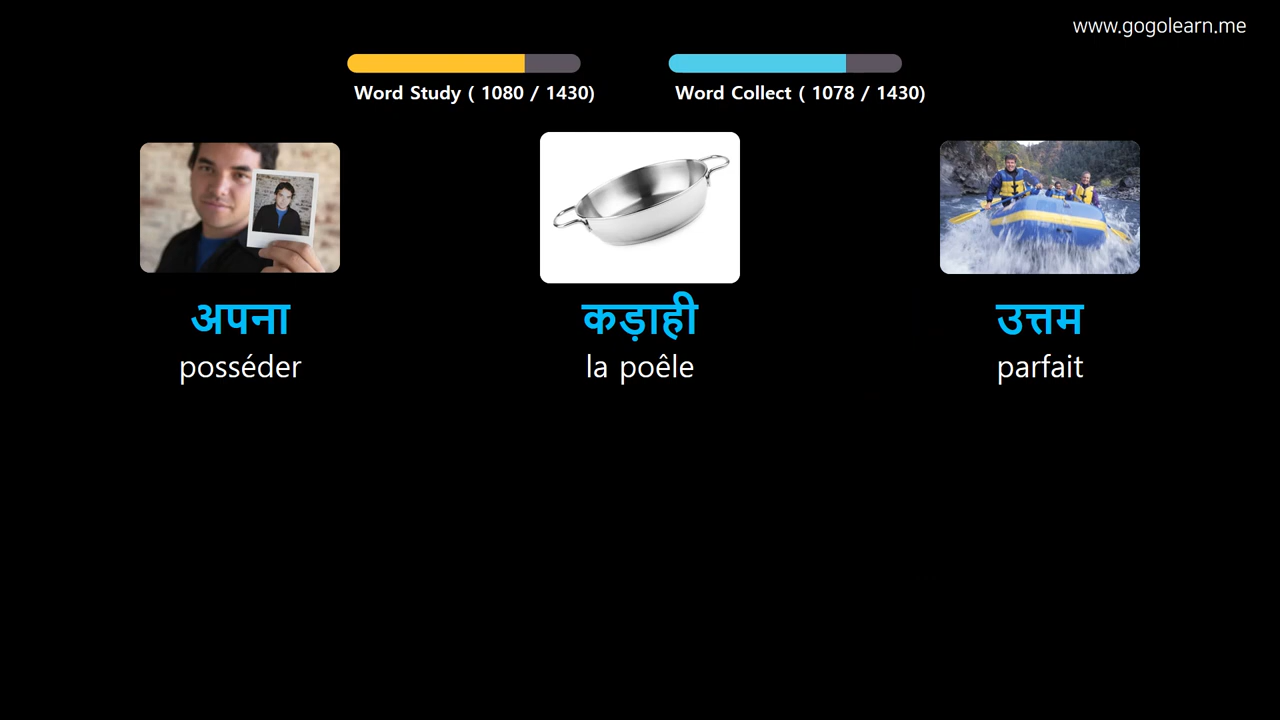 www.gogolearn.me
Word Study ( 1080 / 1430)
Word Collect ( 1078 / 1430)
अपना
posséder
कड़ाही
la poêle
उत्तम
parfait